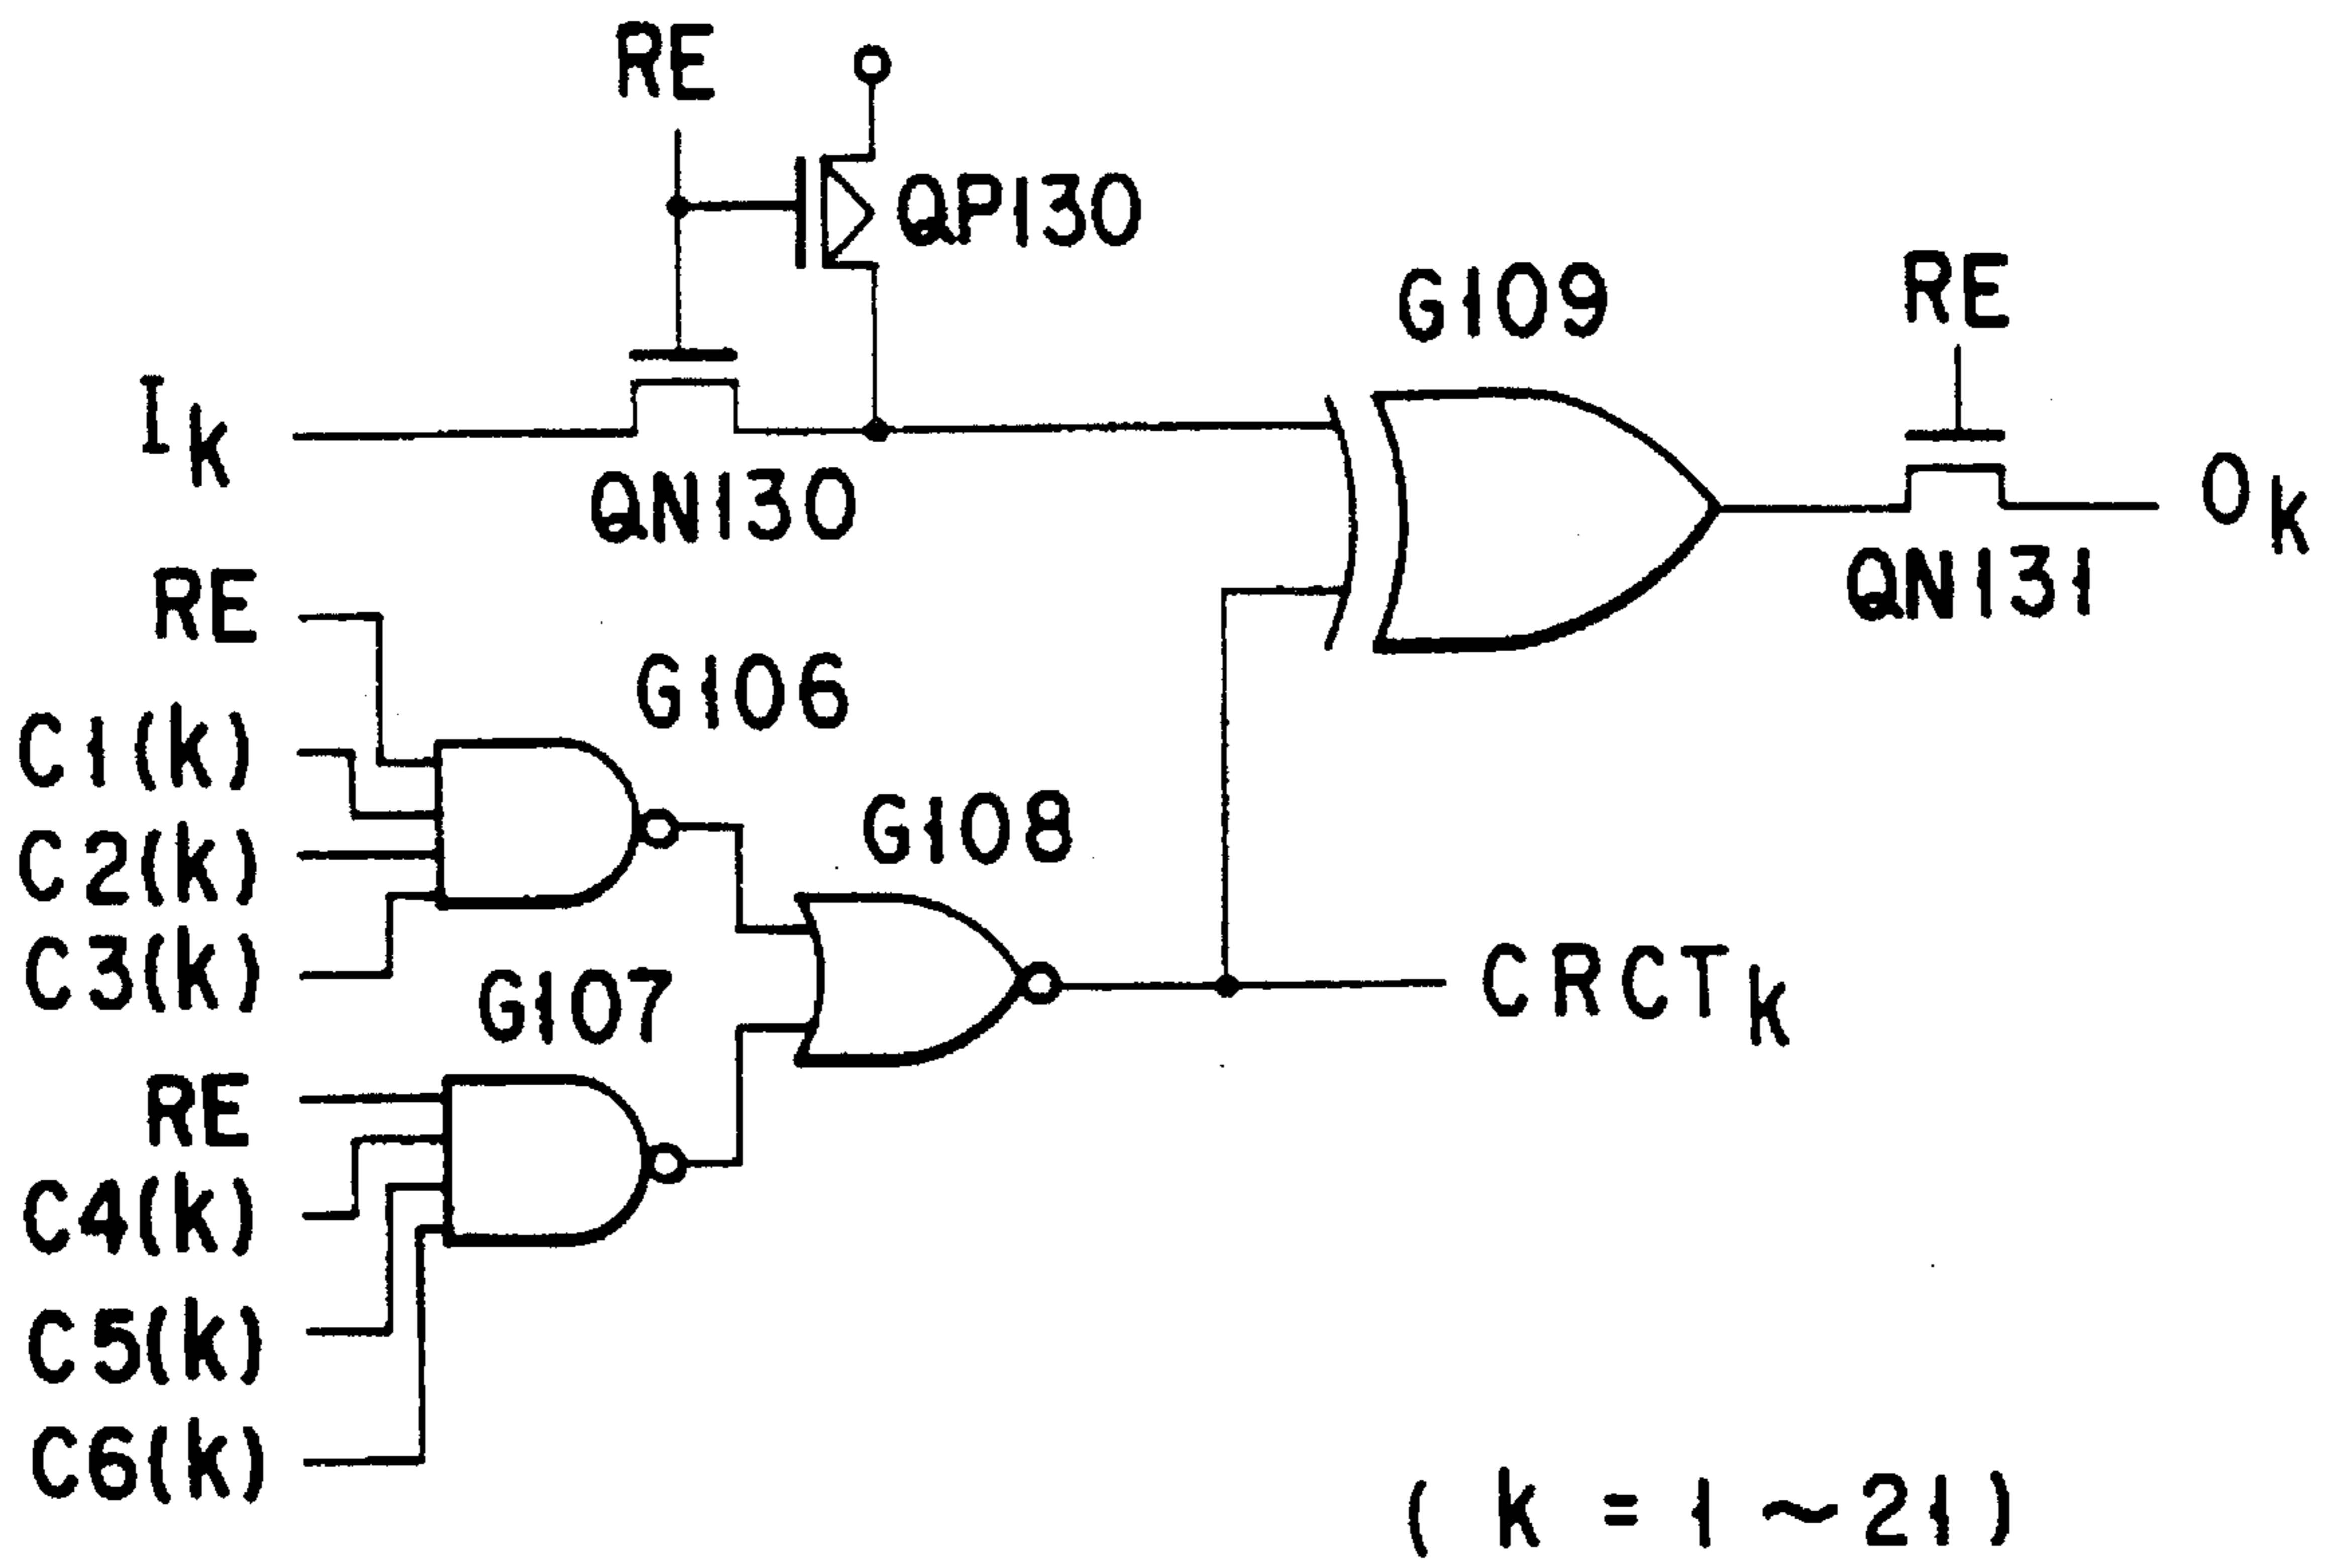 RE
QP130
G109
RE
Ik
QN130
Ok
QN131
RE
G106
C1(k)
C2(k)
G108
C3(k)
G107
CRCTk
RE
C4(k)
C5(k)
C6(k)
( k = 1 ~ 21 )